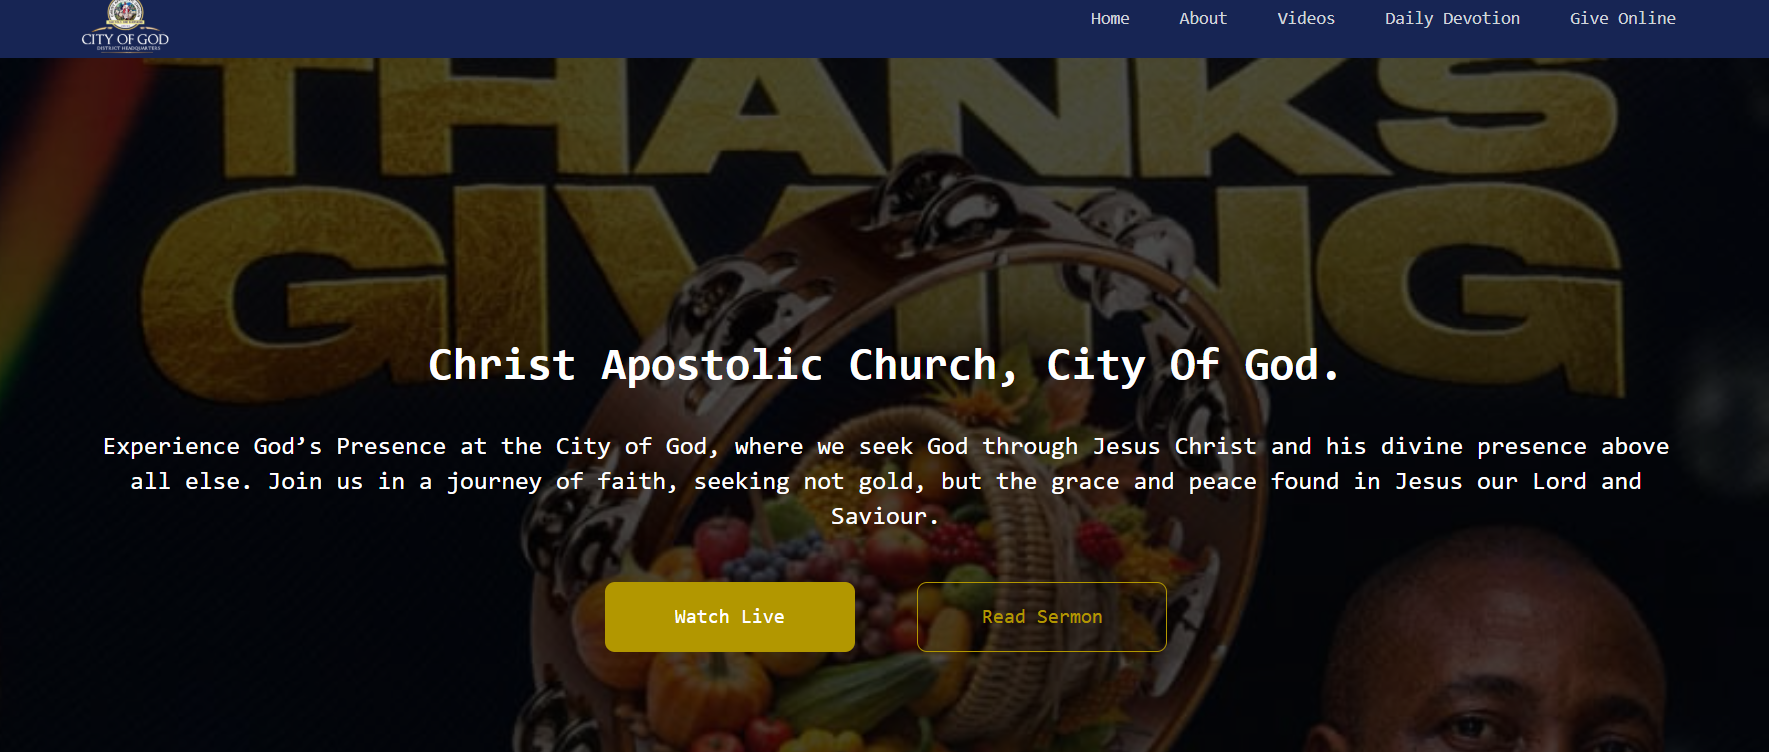 CITY OF GOD
DISTRICT HEADQUARTERS
Home About Videos Daily Devotion Give Online
THANKS
GIVING
Christ Apostolic Church, City Of God.
Experience God’s Presence at the City of God, where we seek God through Jesus Christ and his divine presence above
all else. Join us in a journey of faith, seeking not gold, but the grace and peace found in Jesus our Lord and
Saviour.
Watch Live Read Sermon